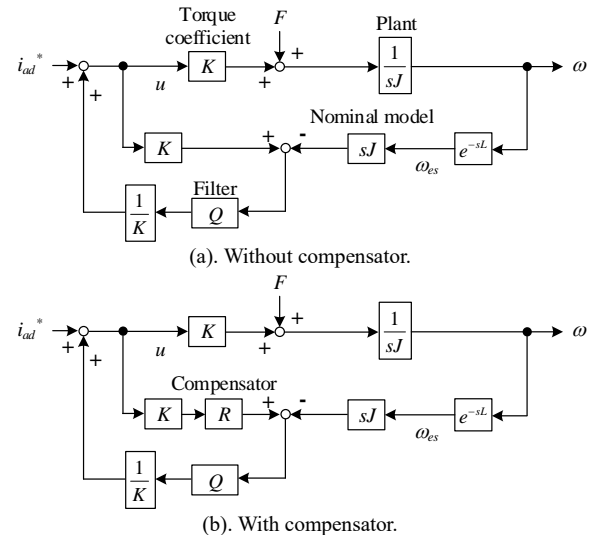 Torque coefficient
F
Plant
i_ad*
+
+
u
K
+
+
1/sJ
ω
Nominal model
K
+
-
sJ
ω_es
e^-sL
Filter
1/K
Q
(a). Without compensator.
F
i_ad*
+
+
u
K
+
+
1/sJ
ω
Compensator
K
R
+
-
sJ
ω_es
e^-sL
1/K
Q
(b). With compensator.